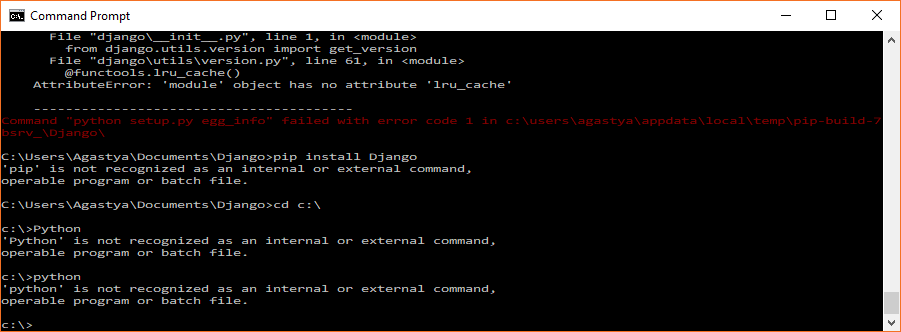 Command Prompt
File "django\__init__.py", line 1, in <module>
from django.utils.version import get_version
File "django\utils\version.py", line 61, in <module>
@functools.lru_cache()
AttributeError: 'module' object has no attribute 'lru_cache'
----------------------------------------
Command "python setup.py egg_info" failed with error code 1 in c:\users\agastya\appdata\local\temp\pip-build-7
bsrv_\Django\
C:\Users\Agastya\Documents\Django>pip install Django
'pip' is not recognized as an internal or external command,
operable program or batch file.
C:\Users\Agastya\Documents\Django>cd c:\
c:\>Python
'Python' is not recognized as an internal or external command,
operable program or batch file.
c:\>python
'python' is not recognized as an internal or external command,
operable program or batch file.
c:\>